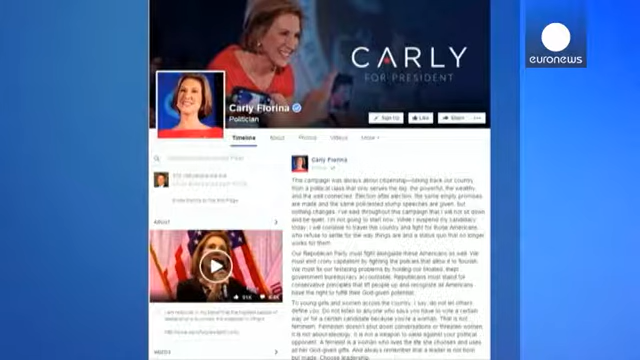 euronews
CARLY
FOR PRESIDENT
Carly Fiorina
Politician
Sign Up Like Share
Timeline About Photos Videos More
Carly Fiorina
This campaign was always about citizenship—taking back our country
from a political class that only serves the big, the powerful, the wealthy
and the well connected. Election after election, the same empty promises
are made and the same poll-tested stump speeches are given, but
nothing changes. I've said throughout this campaign that I will not sit down
and be quiet. I'm not going to start now. While I suspend my candidacy
today, I will continue to travel this country and fight for those Americans
who refuse to settle for the way things are and a status quo that no longer
works for them.
Our Republican Party must fight alongside these Americans as well. We
must end crony capitalism by fighting the policies that allow it to flourish. We
must fix our festering problems by holding our bloated, inept
government bureaucracy accountable. Republicans must stand for
conservative principles that lift people up and recognize all Americans
have the right to fulfill their God-given potential.
To young girls and women across the country, I say: do not let others
define you. Do not listen to anyone who says you have to vote a certain
way or for a certain candidate because you're a woman. That is not
feminism. Feminism doesn't shut down conversations or threaten women.
It is not about ideology. It is not a weapon to wield against your political
opponent. A feminist is a woman who lives the life she chooses and uses
all her God-given gifts. And always remember that a leader is not born,
but made. Choose leadership.
ABOUT